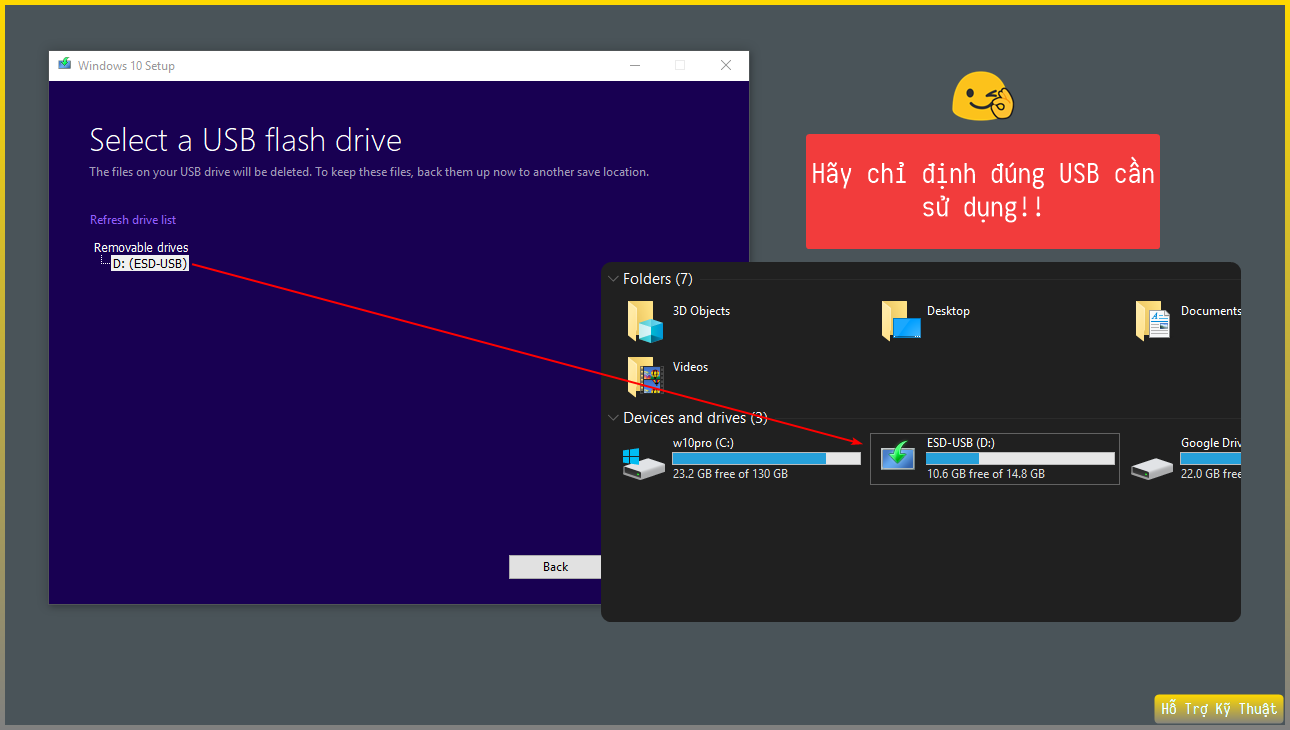 Windows 10 Setup
Select a USB flash drive
The files on your USB drive will be deleted. To keep these files, back them up now to another save location.
Refresh drive list
Removable drives
D: (ESD-USB)
Back
Hãy chỉ định đúng USB cần
sử dụng!!
Folders (7)
3D Objects
Desktop
Documents
Videos
Devices and drives (3)
w10pro (C:)
23.2 GB free of 130 GB
ESD-USB (D:)
10.6 GB free of 14.8 GB
Google Driv
22.0 GB free
Hỗ Trợ Kỹ Thuật